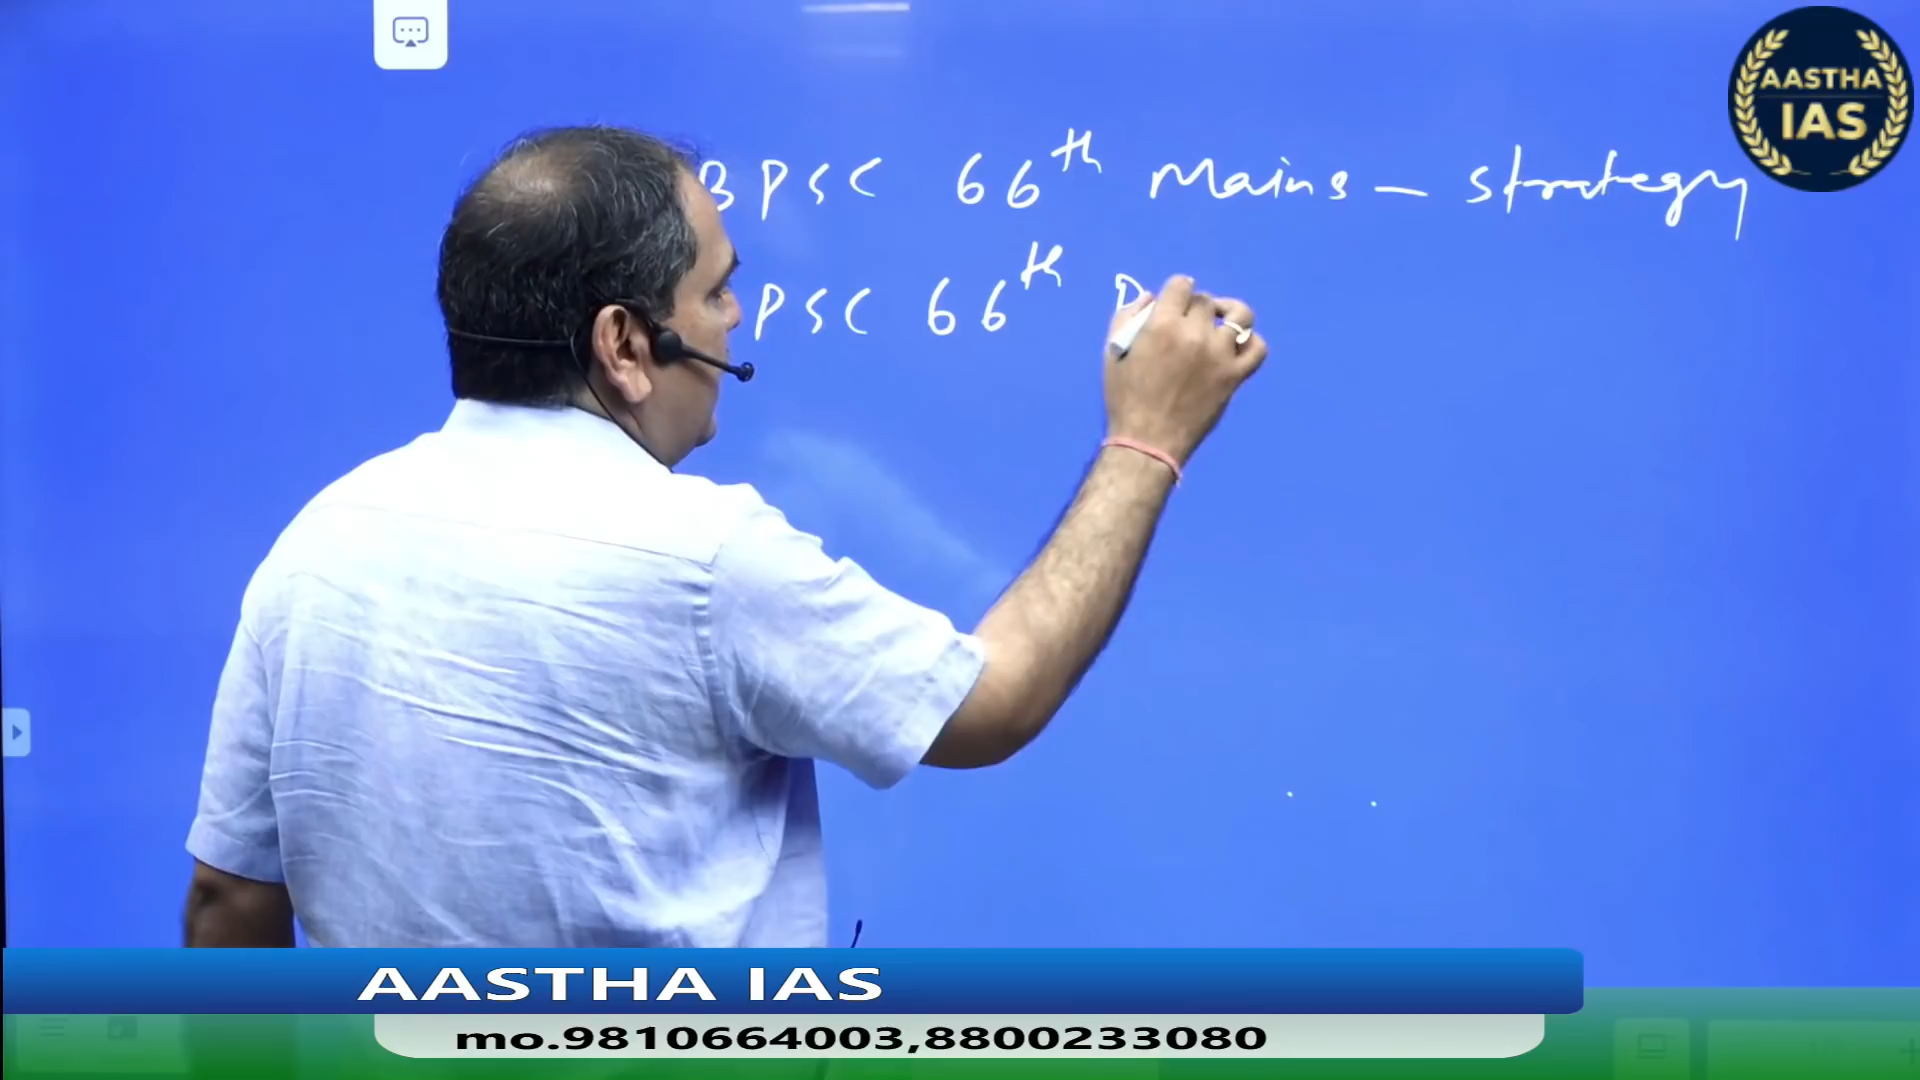 AASTHA
IAS
BPSC 66th Mains - strategy
PSC 66th P
AASTHA IAS
mo.9810664003,8800233080